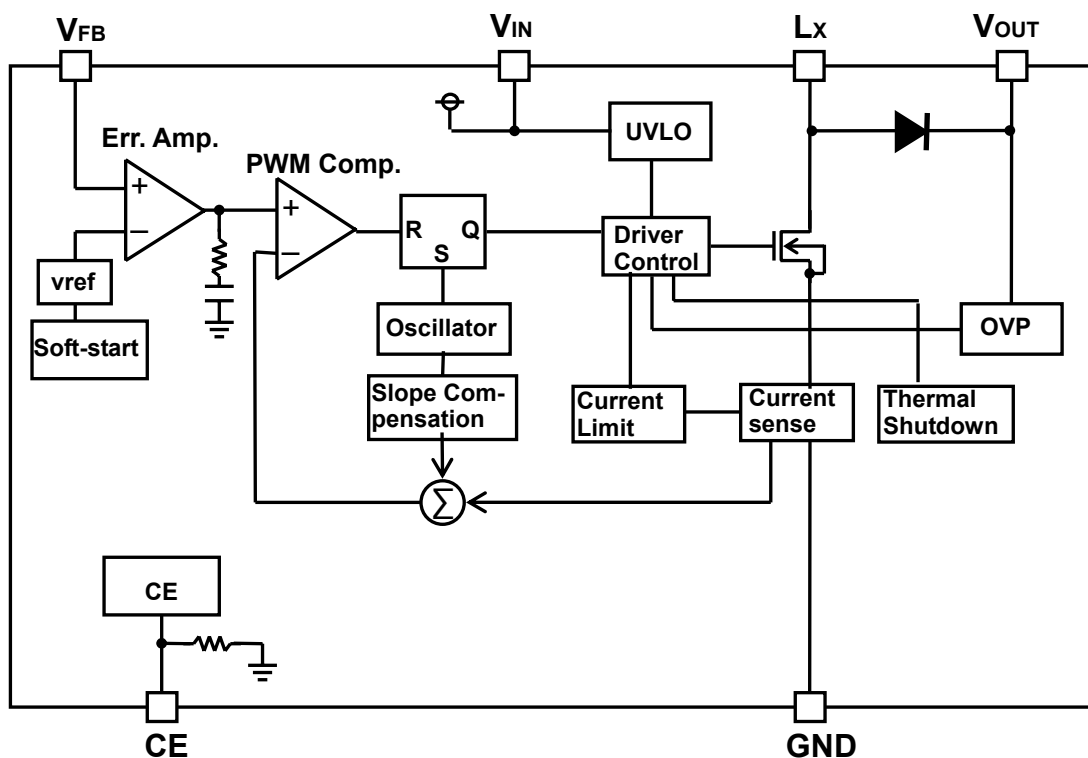 VFB
VIN
LX
VOUT
Err. Amp.
PWM Comp.
UVLO
+
−
+
−
R
Q
S
Driver
Control
vref
Soft-start
Oscillator
OVP
Slope Com-
pensation
Current
Limit
Current
sense
Thermal
Shutdown
Σ
CE
CE
GND